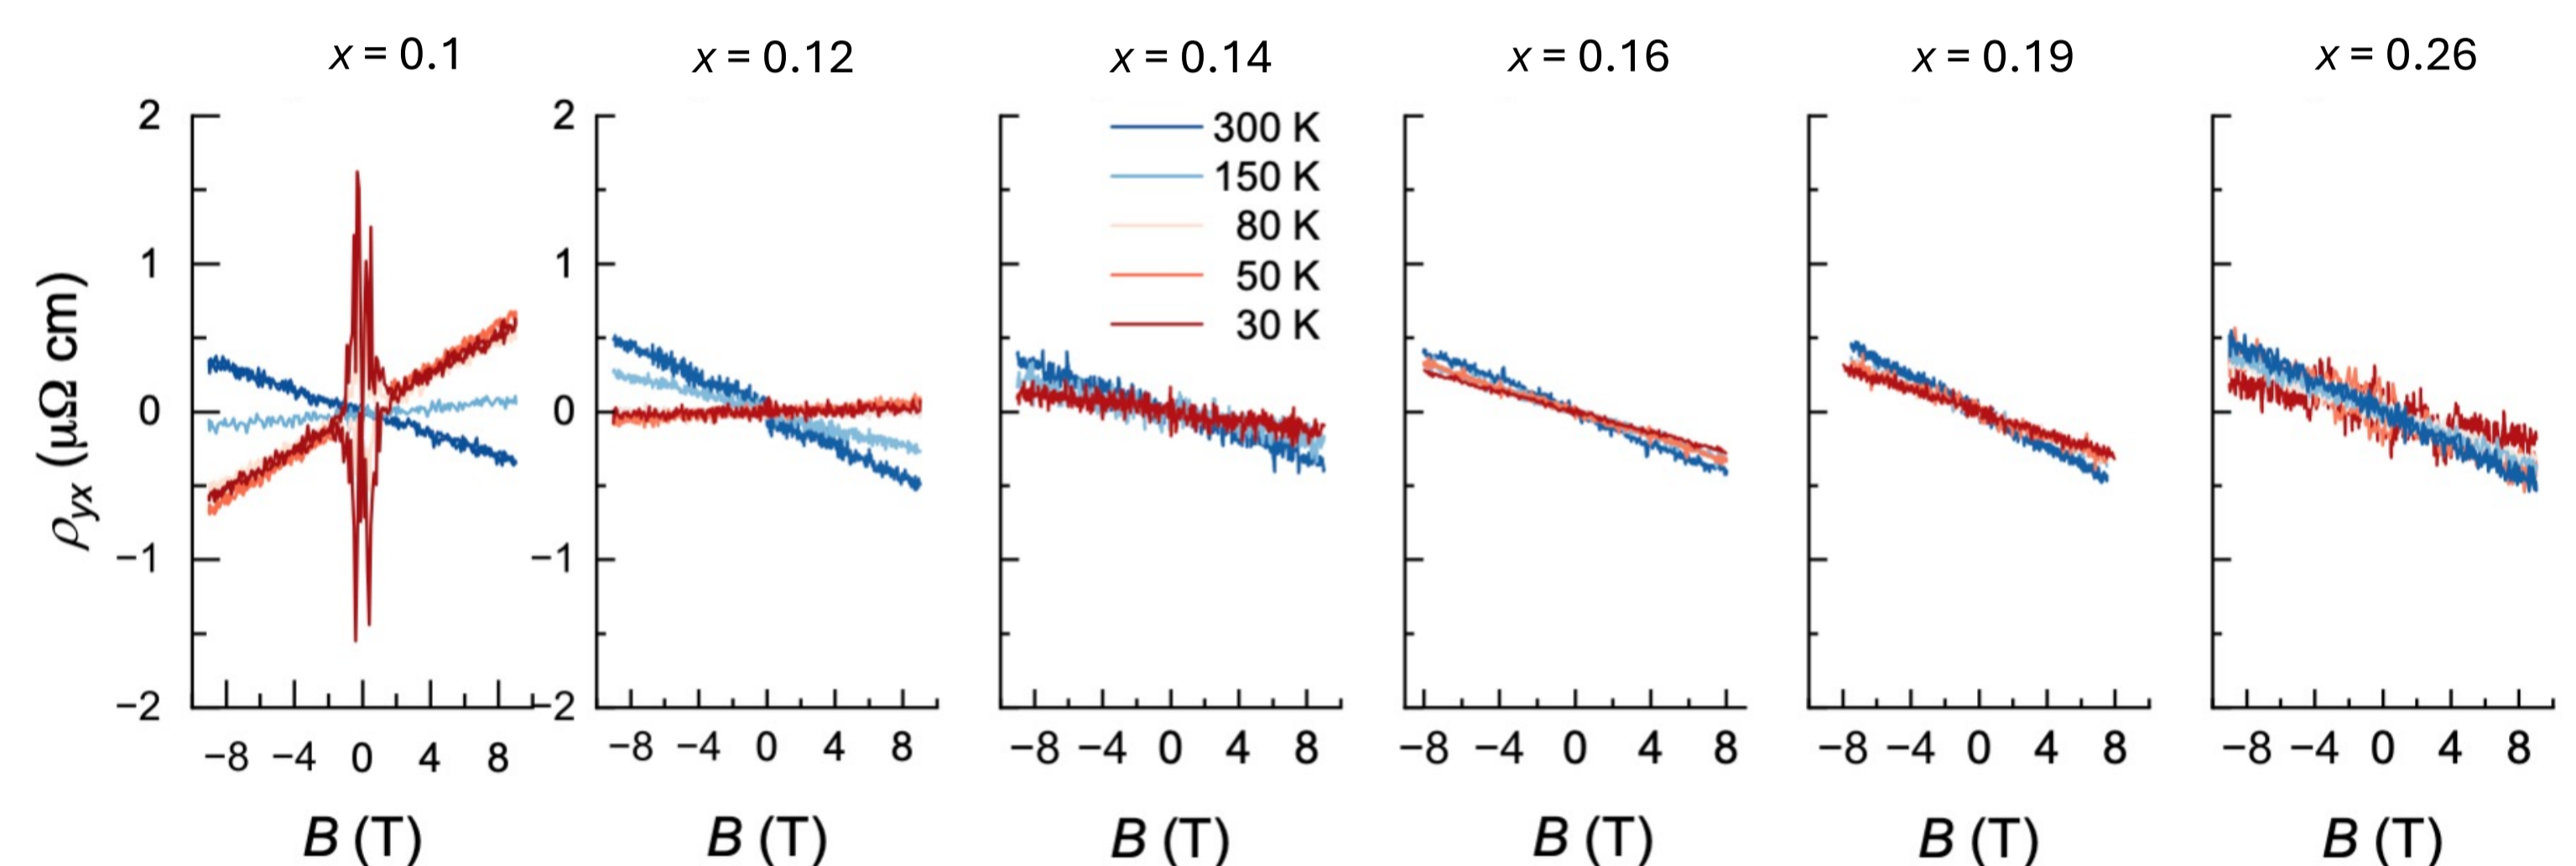 x = 0.1
x = 0.12
x = 0.14
x = 0.16
x = 0.19
x = 0.26
ρyx (μΩ cm)
2
1
0
−1
−2
2
1
0
−1
−2
300 K
150 K
80 K
50 K
30 K
−8 −4 0 4 8
−8 −4 0 4 8
−8 −4 0 4 8
−8 −4 0 4 8
−8 −4 0 4 8
−8 −4 0 4 8
B (T)
B (T)
B (T)
B (T)
B (T)
B (T)